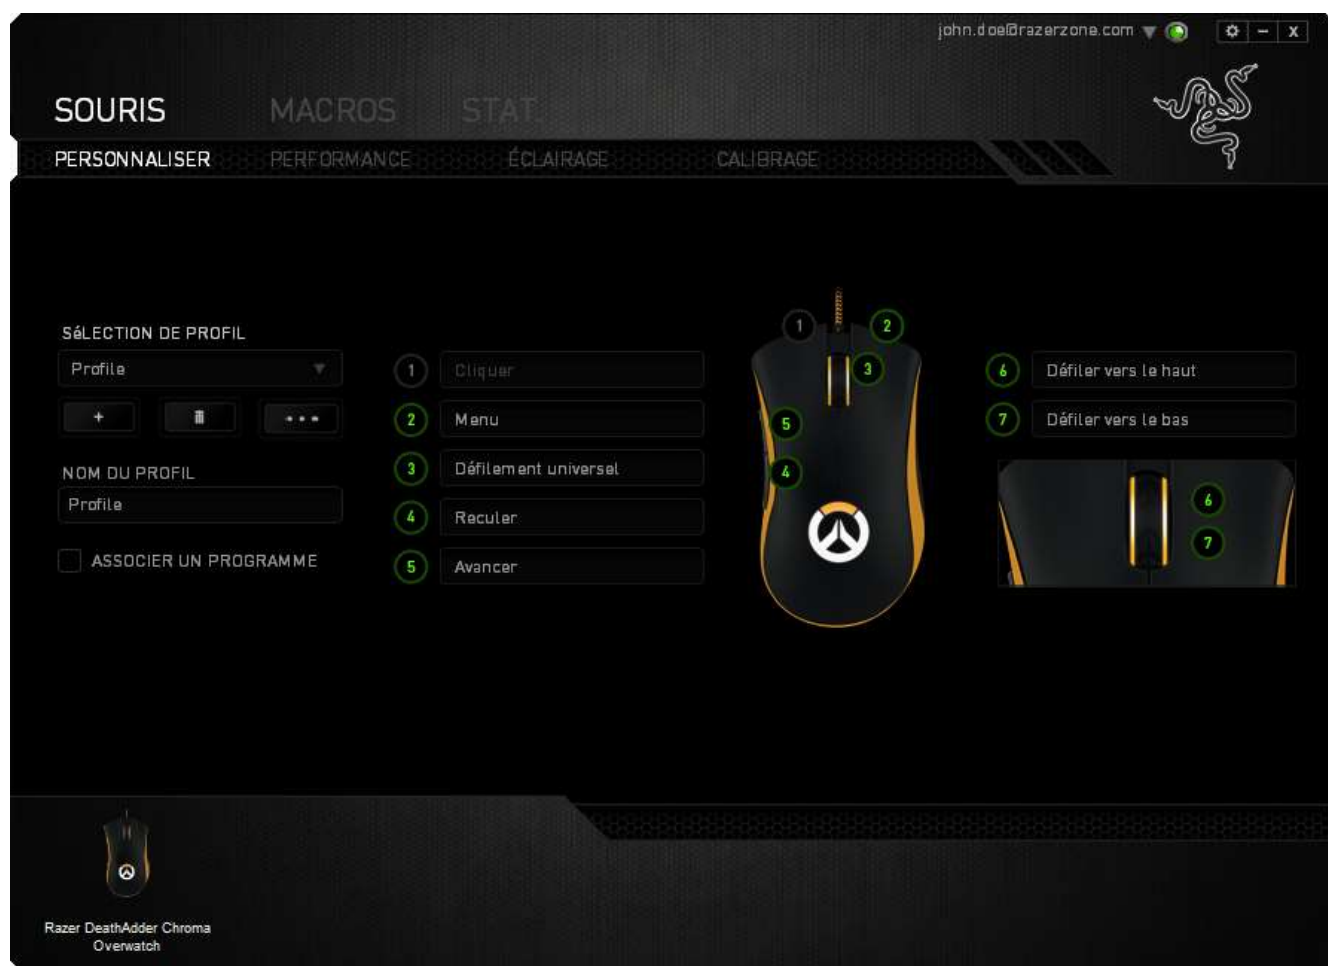 john.doe@razerzone.com
SOURIS MACROS STAT
PERSONNALISER PERFORMANCE ÉCLAIRAGE CALIBRAGE
SéLECTION DE PROFIL
Profile
NOM DU PROFIL
Profile
ASSOCIER UN PROGRAMME
1 Cliquer
2 Menu
3 Défilement universel
4 Reculer
5 Avancer
1
2
3
5
4
6 Défiler vers le haut
7 Défiler vers le bas
6
7
Razer DeathAdder Chroma
Overwatch